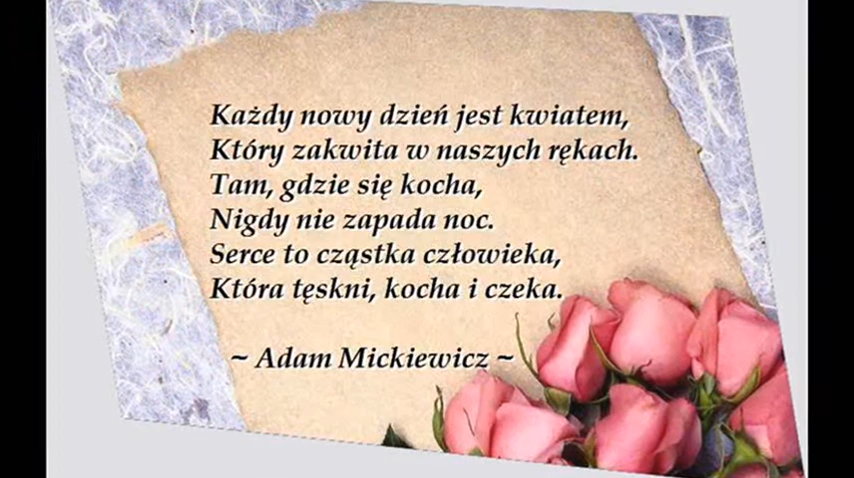 Każdy nowy dzień jest kwiatem,
Który zakwita w naszych rękach.
Tam, gdzie się kocha,
Nigdy nie zapada noc.
Serce to cząstka człowieka,
Która tęskni, kocha i czeka.
~ Adam Mickiewicz ~